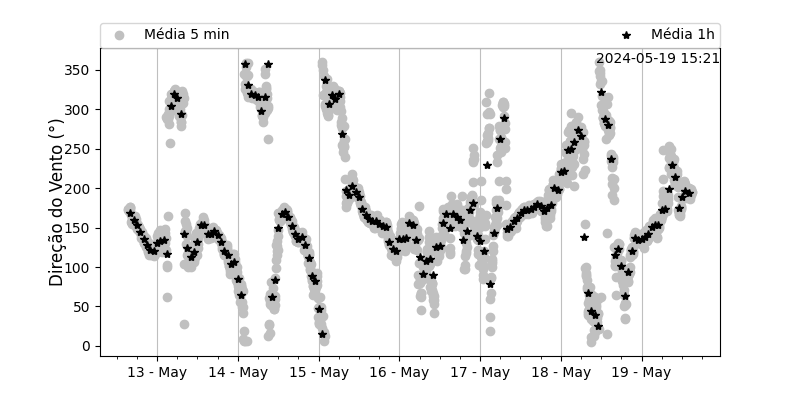 Média 5 min
Média 1h
2024-05-19 15:21
Direção do Vento (°)
350
300
250
200
150
100
50
0
13 - May
14 - May
15 - May
16 - May
17 - May
18 - May
19 - May